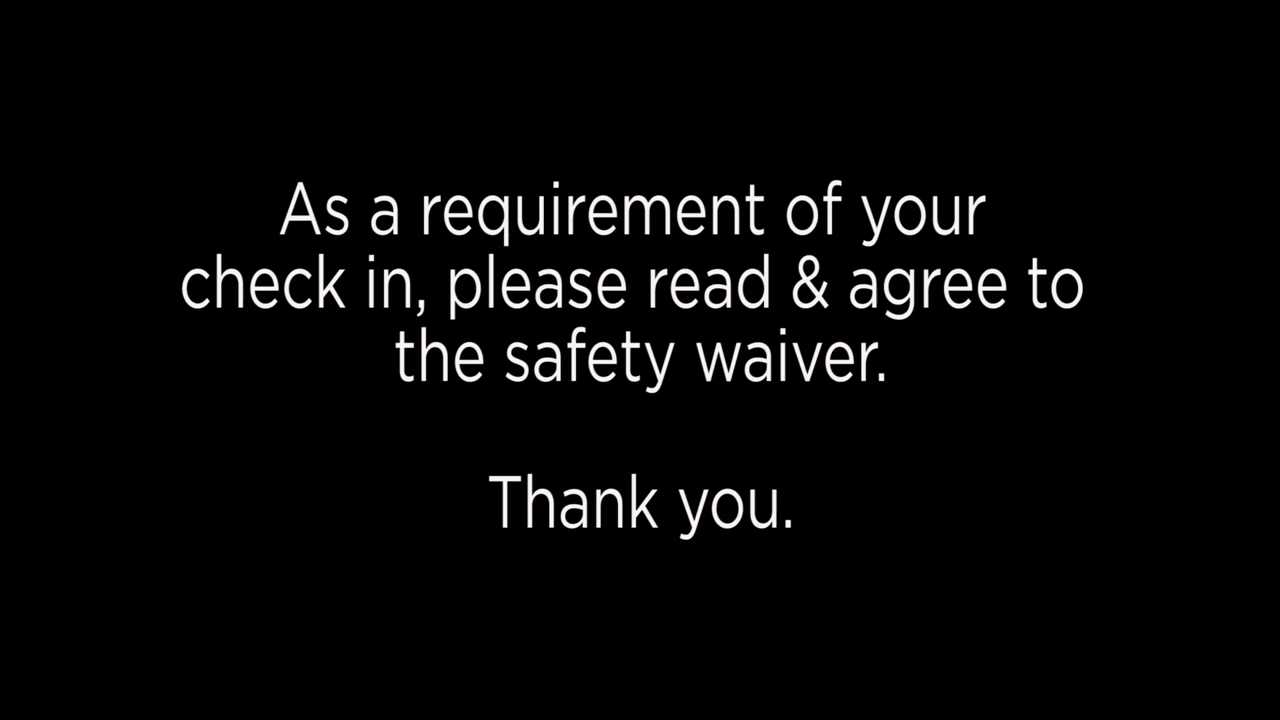 As a requirement of your
check in, please read & agree to
the safety waiver.
Thank you.